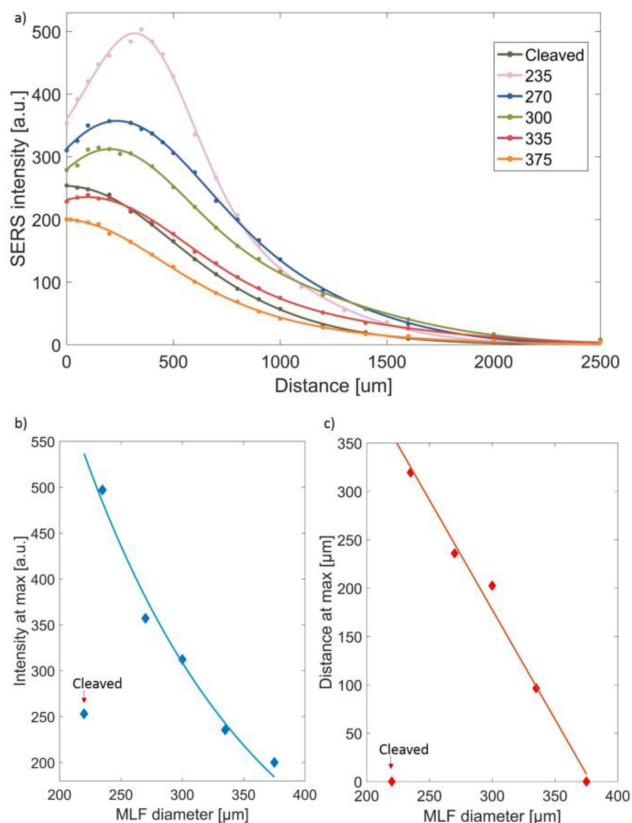 a)
500
400
300
200
100
0
SERS intensity [a.u.]
Cleaved
235
270
300
335
375
0 500 1000 1500 2000 2500
Distance [um]
b)
550
500
450
400
350
300
250
200
Intensity at max [a.u.]
Cleaved
200 250 300 350 400
MLF diameter [µm]
c)
350
300
250
200
150
100
50
0
Distance at max [µm]
Cleaved
200 250 300 350 400
MLF diameter [µm]